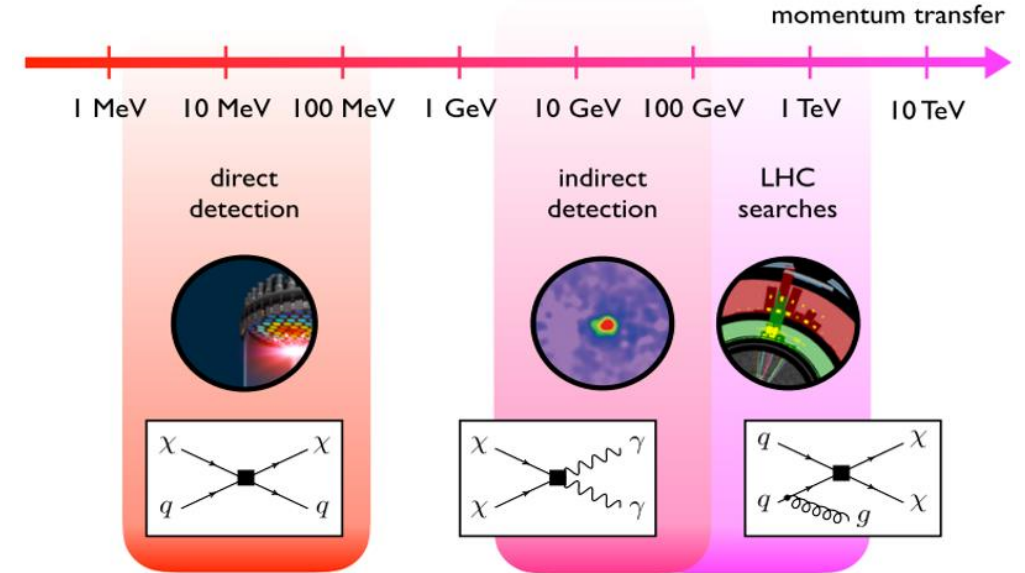 momentum transfer
1 MeV 10 MeV 100 MeV 1 GeV 10 GeV 100 GeV 1 TeV 10 TeV
direct
detection
indirect
detection
LHC
searches
χ χ
q q
χ γ
χ γ
q χ
q g χ